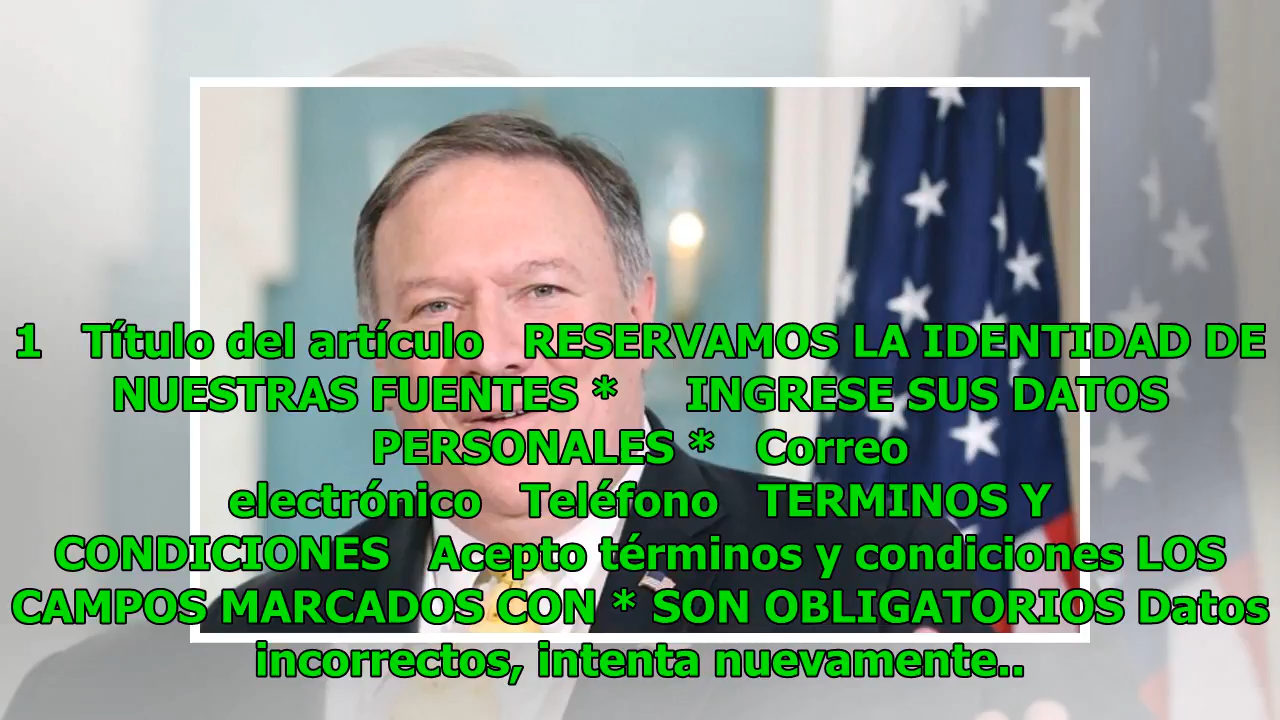 1 Título del artículo RESERVAMOS LA IDENTIDAD DE
NUESTRAS FUENTES * INGRESE SUS DATOS
PERSONALES * Correo
electrónico Teléfono TERMINOS Y
CONDICIONES Acepto términos y condiciones LOS
CAMPOS MARCADOS CON * SON OBLIGATORIOS Datos
incorrectos, intenta nuevamente..